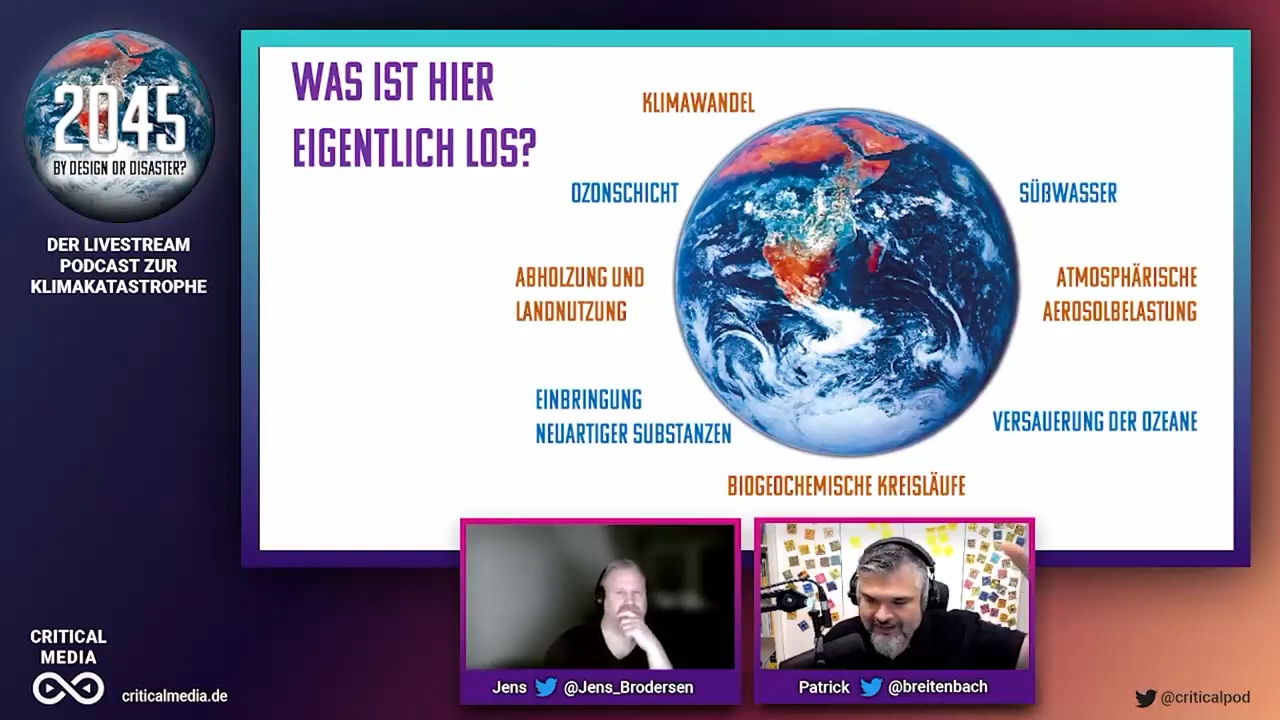 2045
BY DESIGN OR DISASTER?
DER LIVESTREAM
PODCAST ZUR
KLIMAKATASTROPHE
WAS IST HIER
EIGENTLICH LOS?
KLIMAWANDEL
OZONSCHICHT
SÜßWASSER
ABHOLZUNG UND
LANDNUTZUNG
ATMOSPHÄRISCHE
AEROSOLBELASTUNG
EINBRINGUNG
NEUARTIGER SUBSTANZEN
VERSAUERUNG DER OZEANE
BIOGEOCHEMISCHE KREISLÄUFE
Jens @Jens_Brodersen
Patrick @breitenbach
CRITICAL
MEDIA
criticalmedia.de
@criticalpod